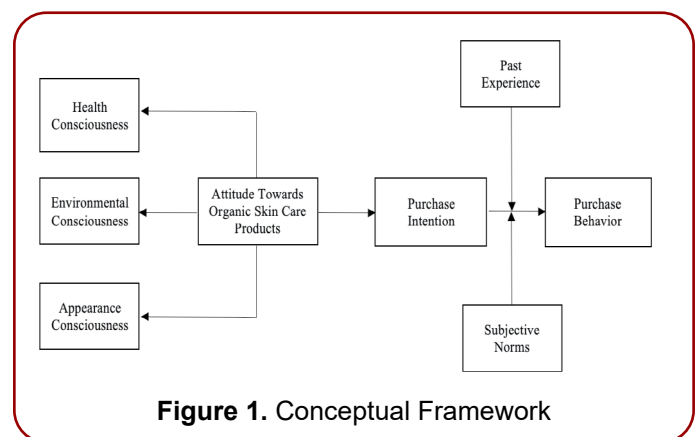 Past
Experience
Health
Consciousness
Environmental
Consciousness
Attitude Towards
Organic Skin Care
Products
Purchase
Intention
Purchase
Behavior
Appearance
Consciousness
Subjective
Norms
Figure 1. Conceptual Framework